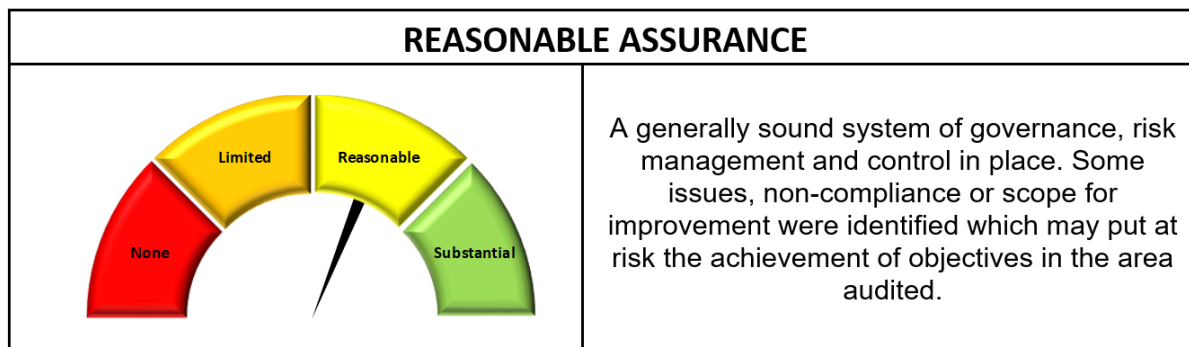 REASONABLE ASSURANCE
Limited
Reasonable
None
Substantial
A generally sound system of governance, risk
management and control in place. Some
issues, non-compliance or scope for
improvement were identified which may put at
risk the achievement of objectives in the area
audited.